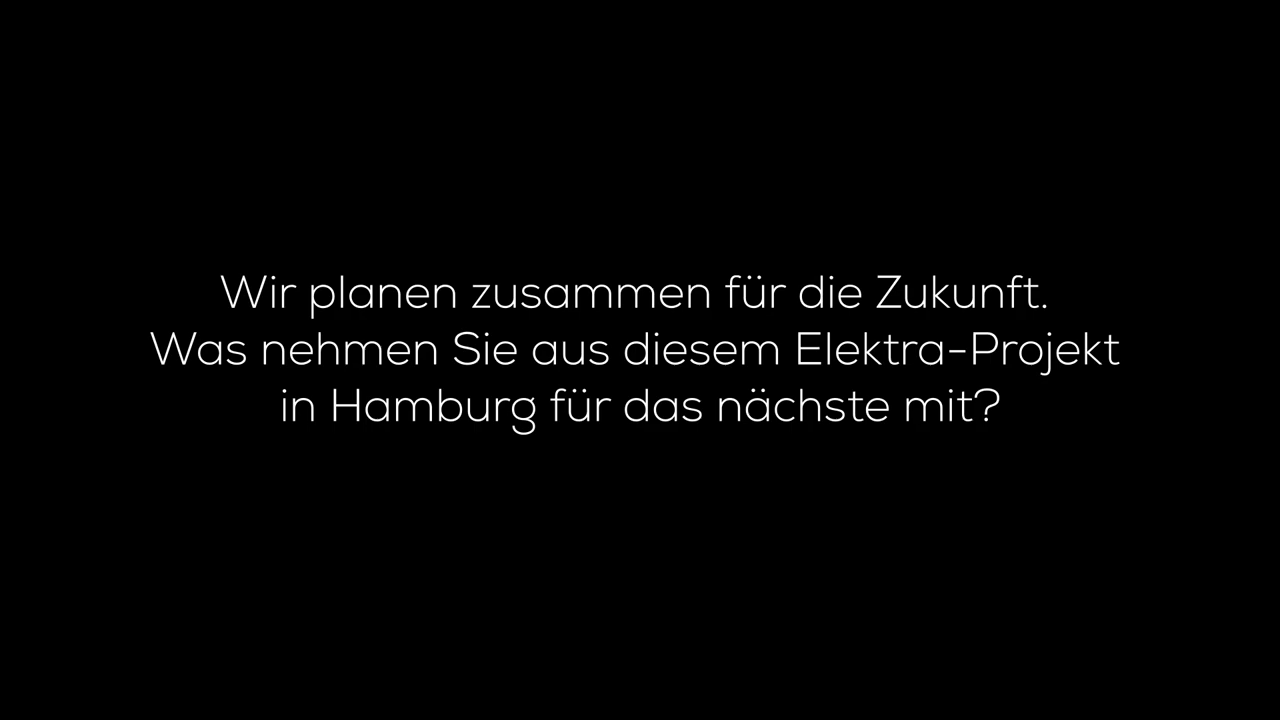 Wir planen zusammen für die Zukunft.
Was nehmen Sie aus diesem Elektra-Projekt
in Hamburg für das nächste mit?